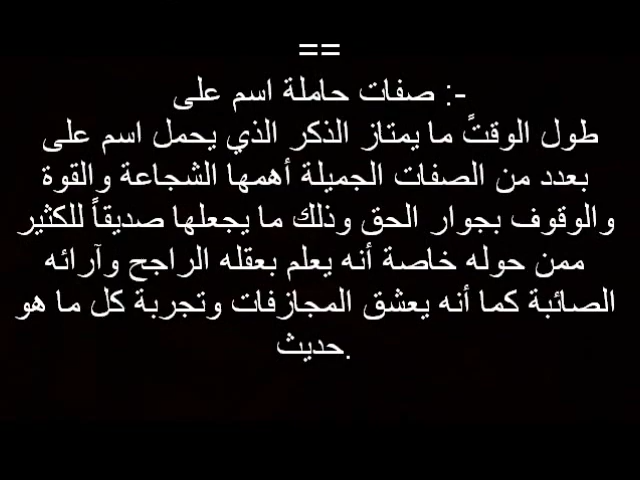 ==
صفات حاملة اسم على :-
طول الوقتً ما يمتاز الذكر الذي يحمل اسم على
بعدد من الصفات الجميلة أهمها الشجاعة والقوة
والوقوف بجوار الحق وذلك ما يجعلها صديقاً للكثير
ممن حوله خاصة أنه يعلم بعقله الراجح وآرائه
الصائبة كما أنه يعشق المجازفات وتجربة كل ما هو
حديث.